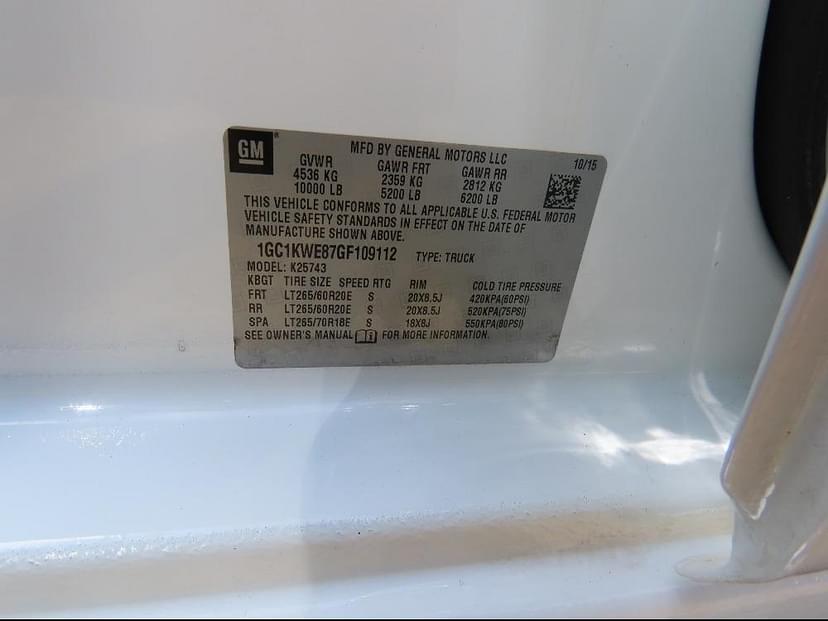 GM
MFD BY GENERAL MOTORS LLC 10/15
GVWR GAWR FRT GAWR RR
4536 KG 2359 KG 2812 KG
10000 LB 5200 LB 6200 LB
THIS VEHICLE CONFORMS TO ALL APPLICABLE U.S. FEDERAL MOTOR
VEHICLE SAFETY STANDARDS IN EFFECT ON THE DATE OF
MANUFACTURE SHOWN ABOVE.
1GC1KWE87GF109112 TYPE: TRUCK
MODEL: K25743
KBGT TIRE SIZE SPEED RTG RIM COLD TIRE PRESSURE
FRT LT265/60R20E S 20X8.5J 420KPA(60PSI)
RR LT265/60R20E S 20X8.5J 520KPA(75PSI)
SPA LT265/70R18E S 18X8J 550KPA(80PSI)
SEE OWNER'S MANUAL FOR MORE INFORMATION.